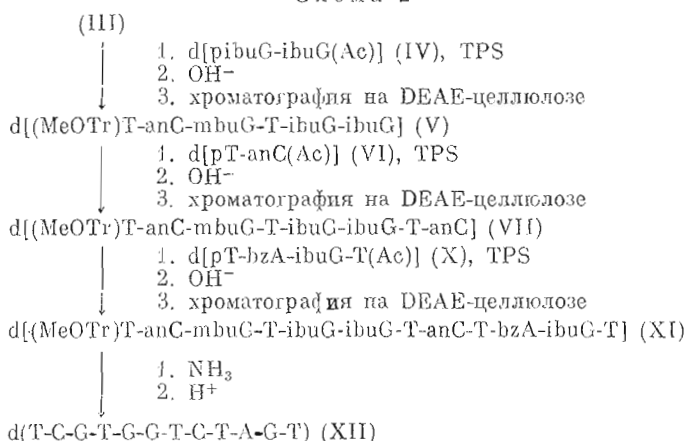 Схема 2
(III)
1. d[pibuG-ibuG(Ac)] (IV), TPS
2. OH⁻
3. хроматография на DEAE-целлюлозе
d[(MeOTr)T-anC-mbuG-T-ibuG-ibuG] (V)
1. d[pT-anC(Ac)] (VI), TPS
2. OH⁻
3. хроматография на DEAE-целлюлозе
d[(MeOTr)T-anC-mbuG-T-ibuG-ibuG-T-anC] (VII)
1. d[pT-bzA-ibuG-T(Ac)] (X), TPS
2. OH⁻
3. хроматография на DEAE-целлюлозе
d[(MeOTr)T-anC-mbuG-T-ibuG-ibuG-T-anC-T-bzA-ibuG-T] (XI)
1. NH₃
2. H⁺
d(T-C-G-T-G-G-T-C-T-A-G-T) (XII)